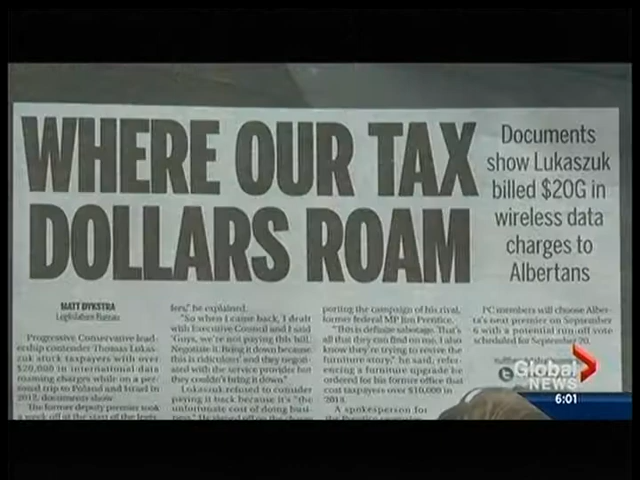 WHERE OUR TAX
DOLLARS ROAM
Documents
show Lukaszuk
billed $20G in
wireless data
charges to
Albertans
MATT DYKSTRA
Legislature Bureau
Progressive Conservative lead-
ership contender Thomas Lukas-
zuk stuck taxpayers with over
$20,000 in international data
roaming charges while on a per-
sonal trip to Poland and Israel in
2012, documents show.
The former deputy premier took
a week off at the start of the
fees," he explained.
"So when I came back, I dealt
with Executive Council and I said
'Guys, we're not paying this bill.
Negotiate it. Bring it down because
this is ridiculous' and they negoti-
ated with the service provider but
they couldn't bring it down."
Lukaszuk refused to consider
paying it back because it's "the
unfortunate cost of doing busi-
porting the campaign of his rival,
former federal MP Jim Prentice.
"This is definite sabotage. That's
all that they can find on me. I also
know they're trying to revive the
furniture story," he said, refer-
encing a furniture upgrade he
ordered for his former office that
cost taxpayers over $10,000 in
2013.
A spokesperson for
PC members will choose Alber-
ta's next premier on September
6 with a potential run-off vote
scheduled for September 20.
Global
NEWS
6:01